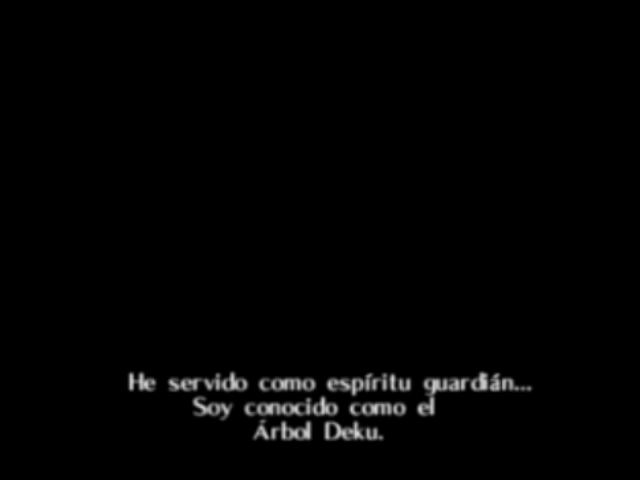 He servido como espíritu guardián...
Soy conocido como el
Árbol Deku.